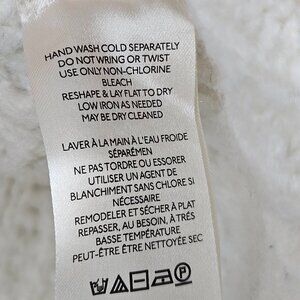 HAND WASH COLD SEPARATELY
DO NOT WRING OR TWIST
USE ONLY NON-CHLORINE
BLEACH
RESHAPE & LAY FLAT TO DRY
LOW IRON AS NEEDED
MAY BE DRY CLEANED
LAVER À LA MAIN À L'EAU FROIDE
SÉPARÉMEN
NE PAS TORDRE OU ESSORER
UTILISER UN AGENT DE
BLANCHIMENT SANS CHLORE SI
NÉCESSAIRE
REMODELER ET SÉCHER À PLAT
REPASSER, AU BESOIN, À TRÈS
BASSE TEMPÉRATURE
PEUT-ÊTRE ÊTRE NETTOYÉE SEC
P